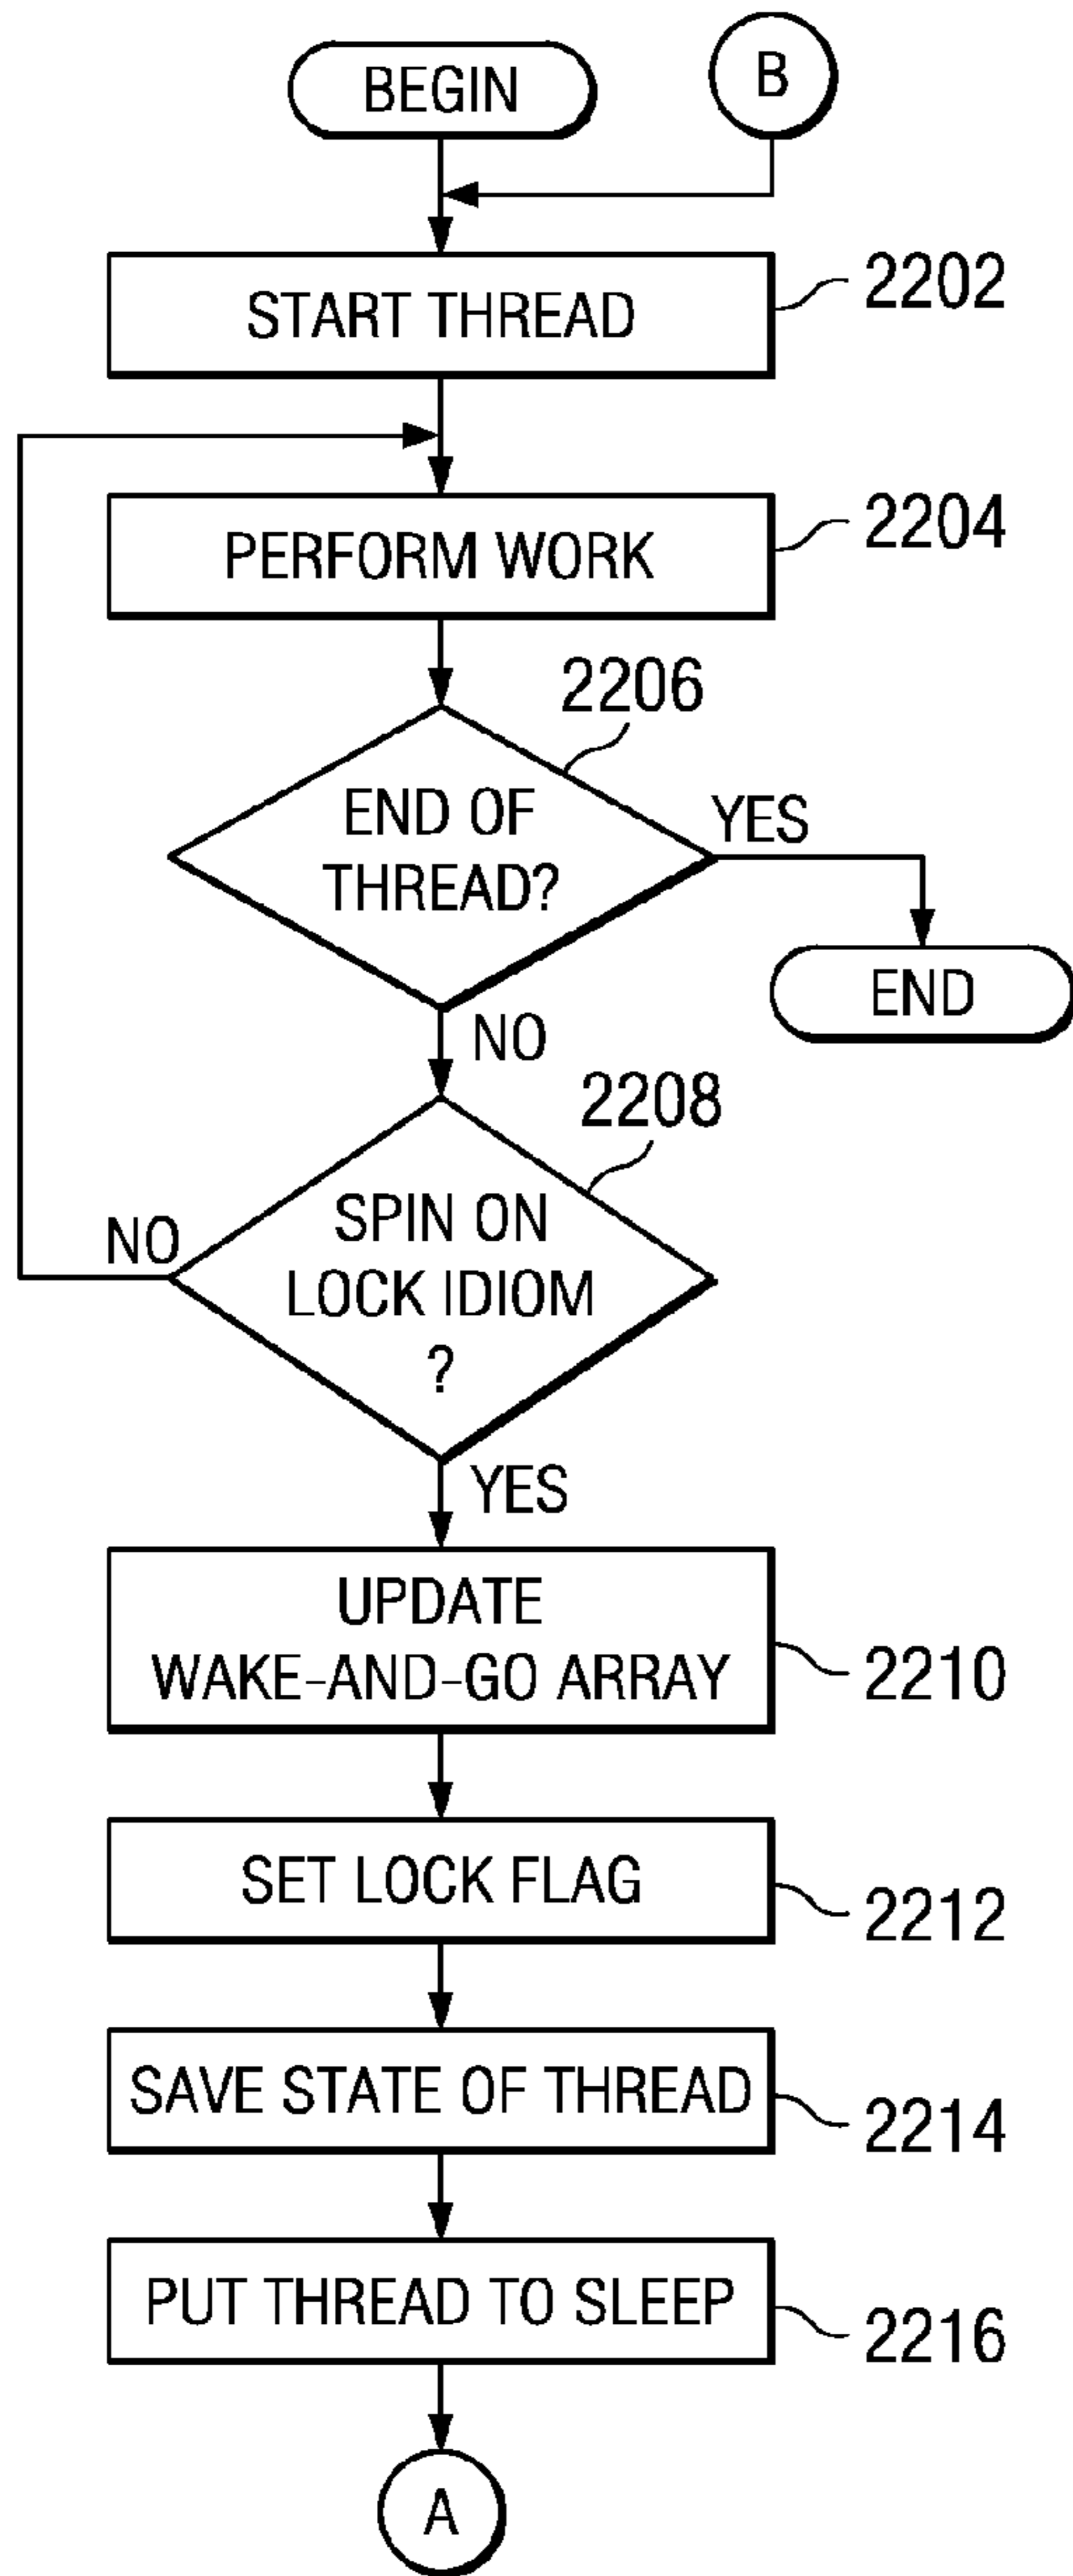 BEGIN
B
START THREAD
2202
PERFORM WORK
2204
2206
END OF
THREAD?
YES
END
NO
2208
SPIN ON
LOCK IDIOM
?
NO
YES
UPDATE
WAKE-AND-GO ARRAY
2210
SET LOCK FLAG
2212
SAVE STATE OF THREAD
2214
PUT THREAD TO SLEEP
2216
A